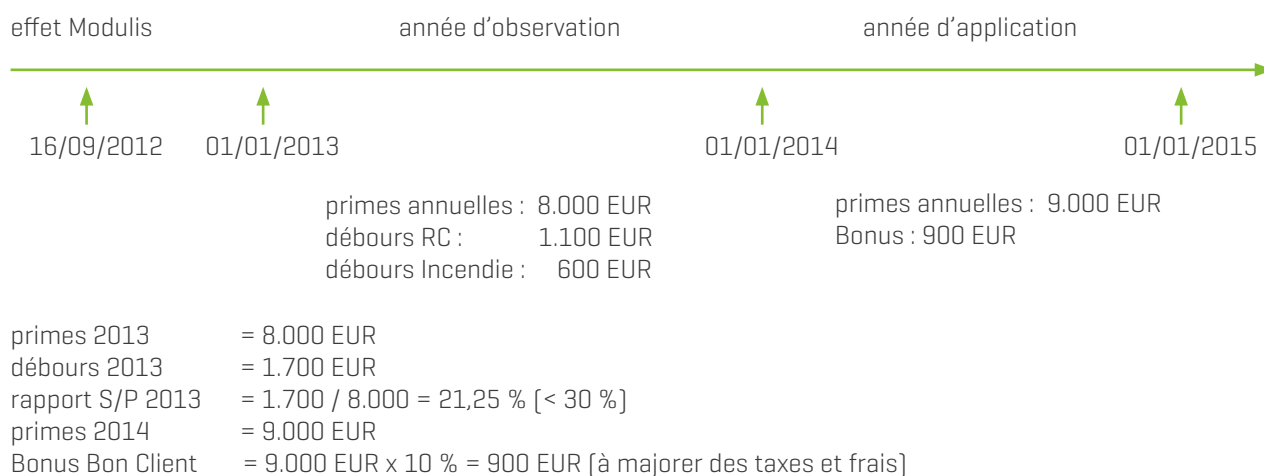 effet Modulis année d'observation année d'application
16/09/2012 01/01/2013 01/01/2014 01/01/2015
primes annuelles : 8.000 EUR primes annuelles : 9.000 EUR
débours RC : 1.100 EUR Bonus : 900 EUR
débours Incendie : 600 EUR
primes 2013 = 8.000 EUR
débours 2013 = 1.700 EUR
rapport S/P 2013 = 1.700 / 8.000 = 21,25 % (< 30 %)
primes 2014 = 9.000 EUR
Bonus Bon Client = 9.000 EUR x 10 % = 900 EUR (à majorer des taxes et frais)